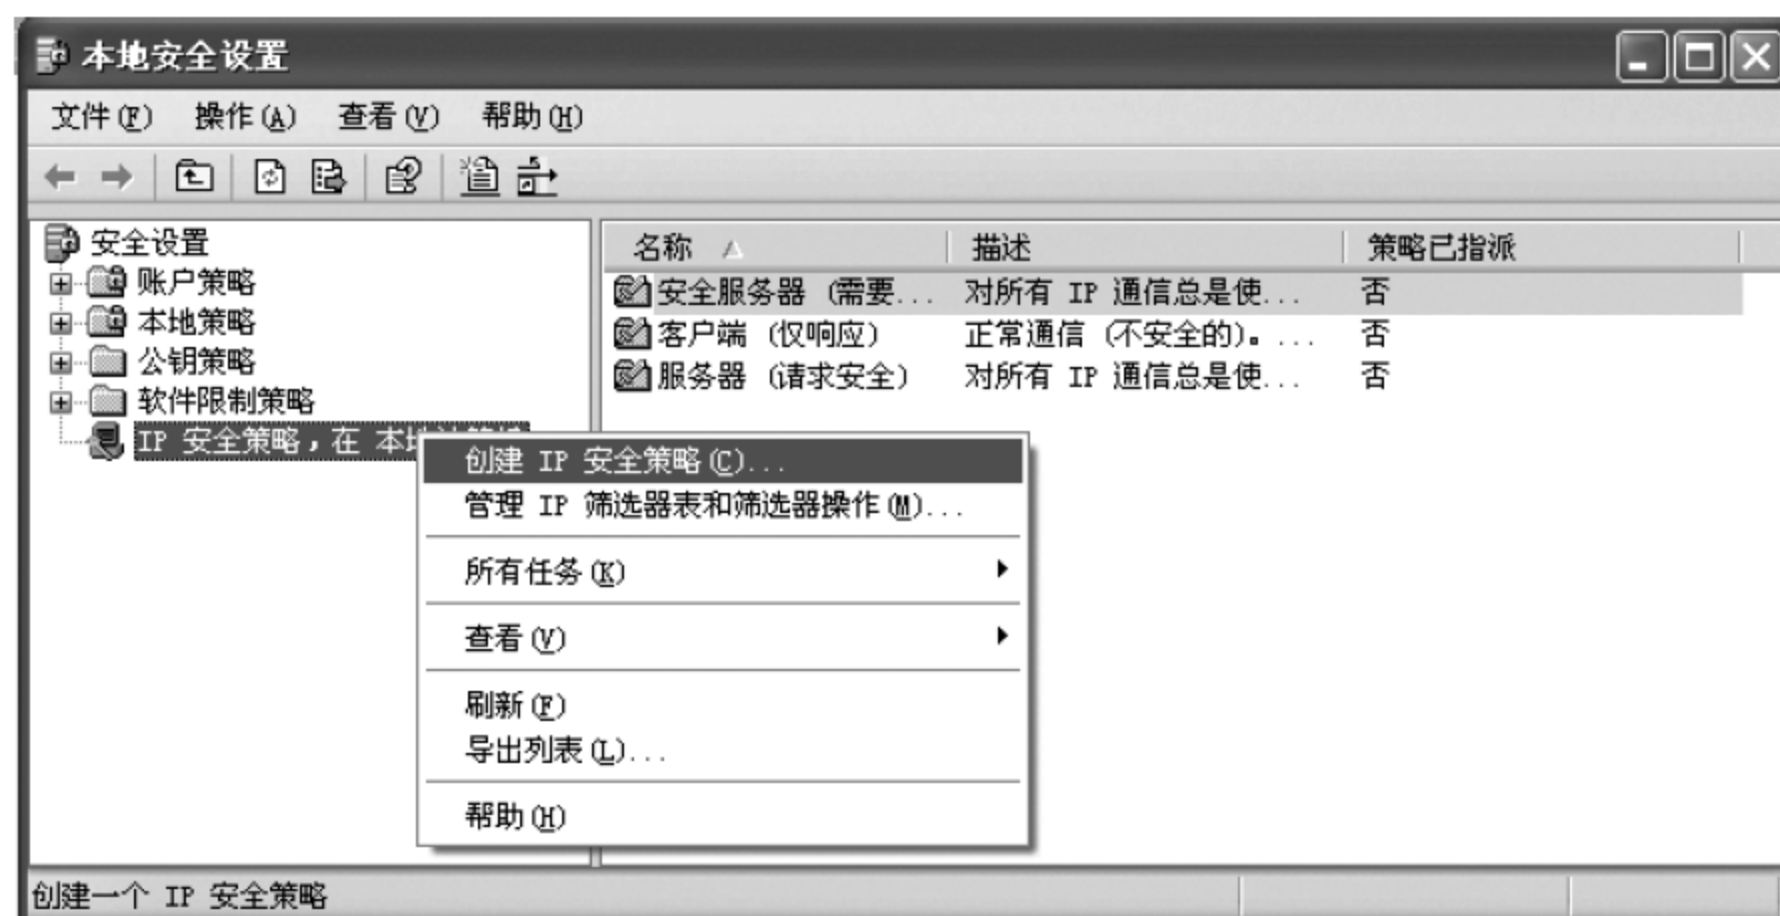 本地安全设置
文件(F) 操作(A) 查看(V) 帮助(H)
安全设置
账户策略
本地策略
公钥策略
软件限制策略
IP 安全策略，在 本地
名称 描述 策略已指派
安全服务器 (需要... 对所有 IP 通信总是使... 否
客户端 (仅响应) 正常通信 (不安全的)。... 否
服务器 (请求安全) 对所有 IP 通信总是使... 否
创建 IP 安全策略(C)...
管理 IP 筛选器表和筛选器操作(M)...
所有任务(K)
查看(V)
刷新(F)
导出列表(L)...
帮助(H)
创建一个 IP 安全策略